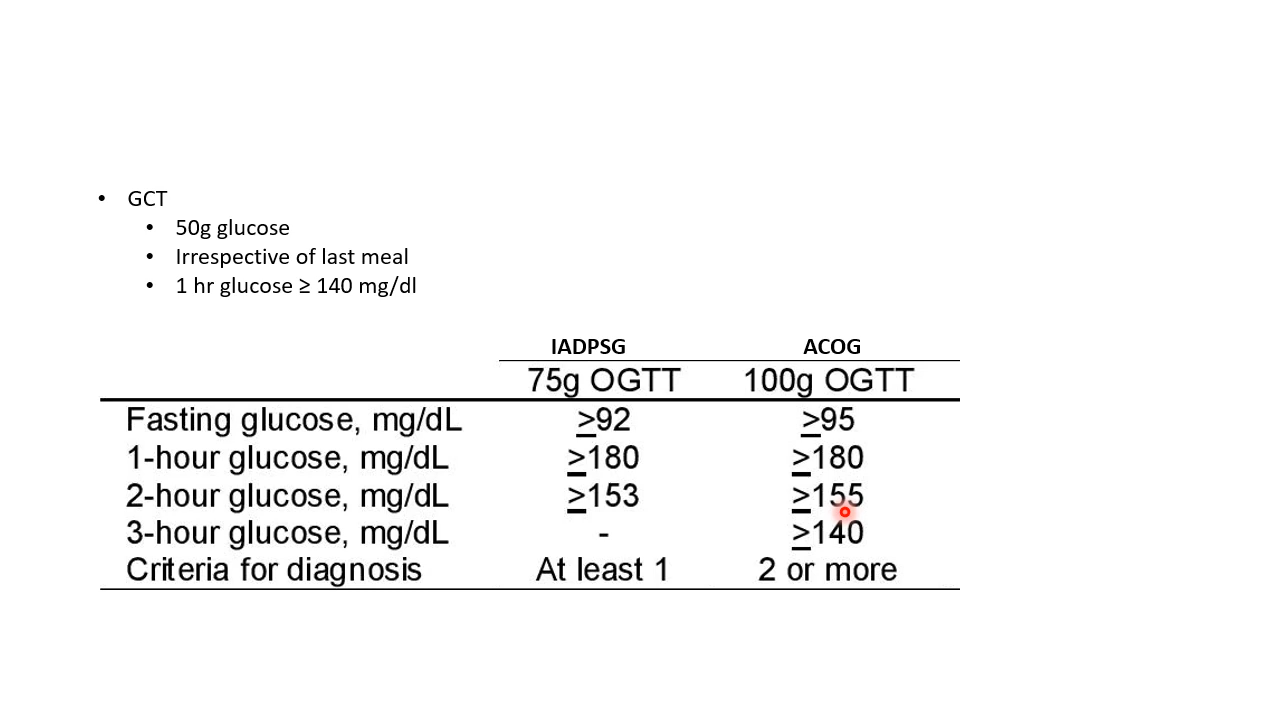 • GCT
• 50g glucose
• Irrespective of last meal
• 1 hr glucose ≥ 140 mg/dl
IADPSG ACOG
75g OGTT 100g OGTT
Fasting glucose, mg/dL ≥92 ≥95
1-hour glucose, mg/dL ≥180 ≥180
2-hour glucose, mg/dL ≥153 ≥155
3-hour glucose, mg/dL - ≥140
Criteria for diagnosis At least 1 2 or more